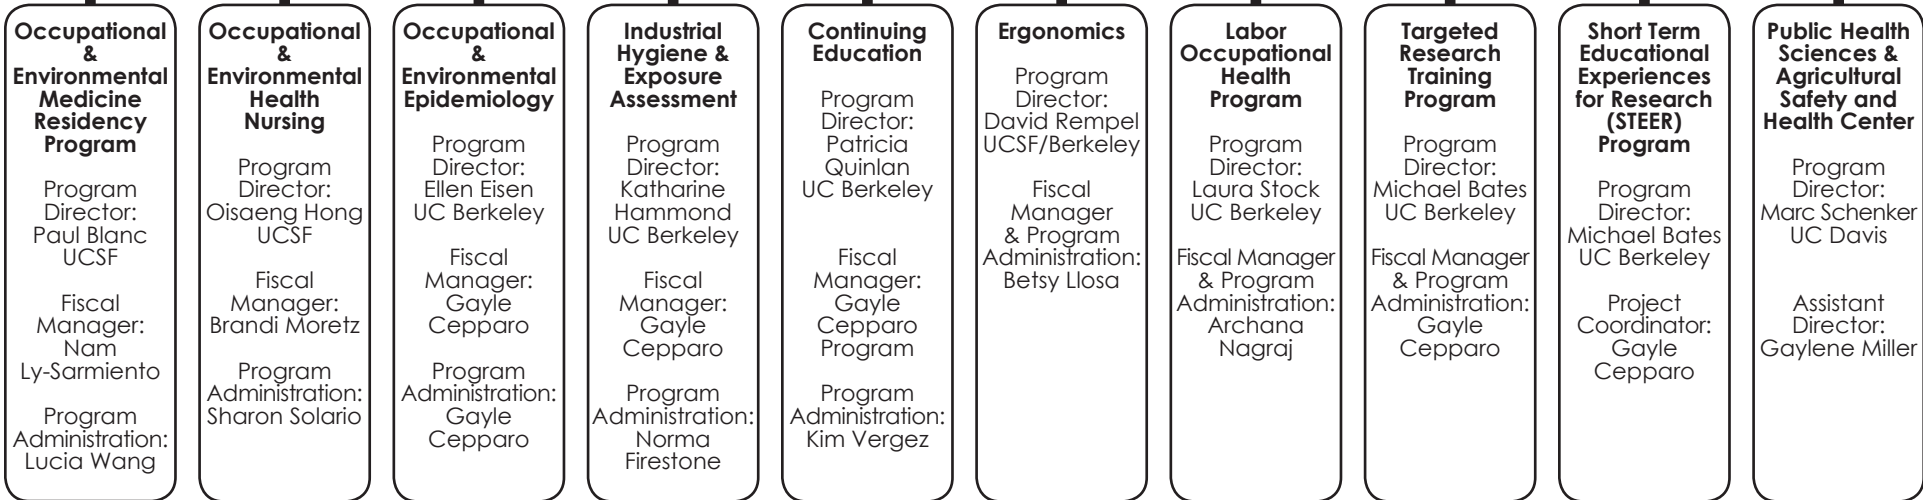 Occupational
&
Environmental
Medicine
Residency
Program
Program
Director:
Paul Blanc
UCSF
Fiscal
Manager:
Nam
Ly-Sarmiento
Program
Administration:
Lucia Wang
Occupational
&
Environmental
Health
Nursing
Program
Director:
Oisaeng Hong
UCSF
Fiscal
Manager:
Brandi Moretz
Program
Administration:
Sharon Solario
Occupational
&
Environmental
Epidemiology
Program
Director:
Ellen Eisen
UC Berkeley
Fiscal
Manager:
Gayle
Cepparo
Program
Administration:
Gayle
Cepparo
Industrial
Hygiene &
Exposure
Assessment
Program
Director:
Katharine
Hammond
UC Berkeley
Fiscal
Manager:
Gayle
Cepparo
Program
Administration:
Norma
Firestone
Continuing
Education
Program
Director:
Patricia
Quinlan
UC Berkeley
Fiscal
Manager:
Gayle
Cepparo
Program
Program
Administration:
Kim Vergez
Ergonomics
Program
Director:
David Rempel
UCSF/Berkeley
Fiscal
Manager
& Program
Administration:
Betsy Llosa
Labor
Occupational
Health
Program
Program
Director:
Laura Stock
UC Berkeley
Fiscal Manager
& Program
Administration:
Archana
Nagraj
Targeted
Research
Training
Program
Program
Director:
Michael Bates
UC Berkeley
Fiscal Manager
& Program
Administration:
Gayle
Cepparo
Short Term
Educational
Experiences
for Research
(STEER)
Program
Program
Director:
Michael Bates
UC Berkeley
Project
Coordinator:
Gayle
Cepparo
Public Health
Sciences &
Agricultural
Safety and
Health Center
Program
Director:
Marc Schenker
UC Davis
Assistant
Director:
Gaylene Miller